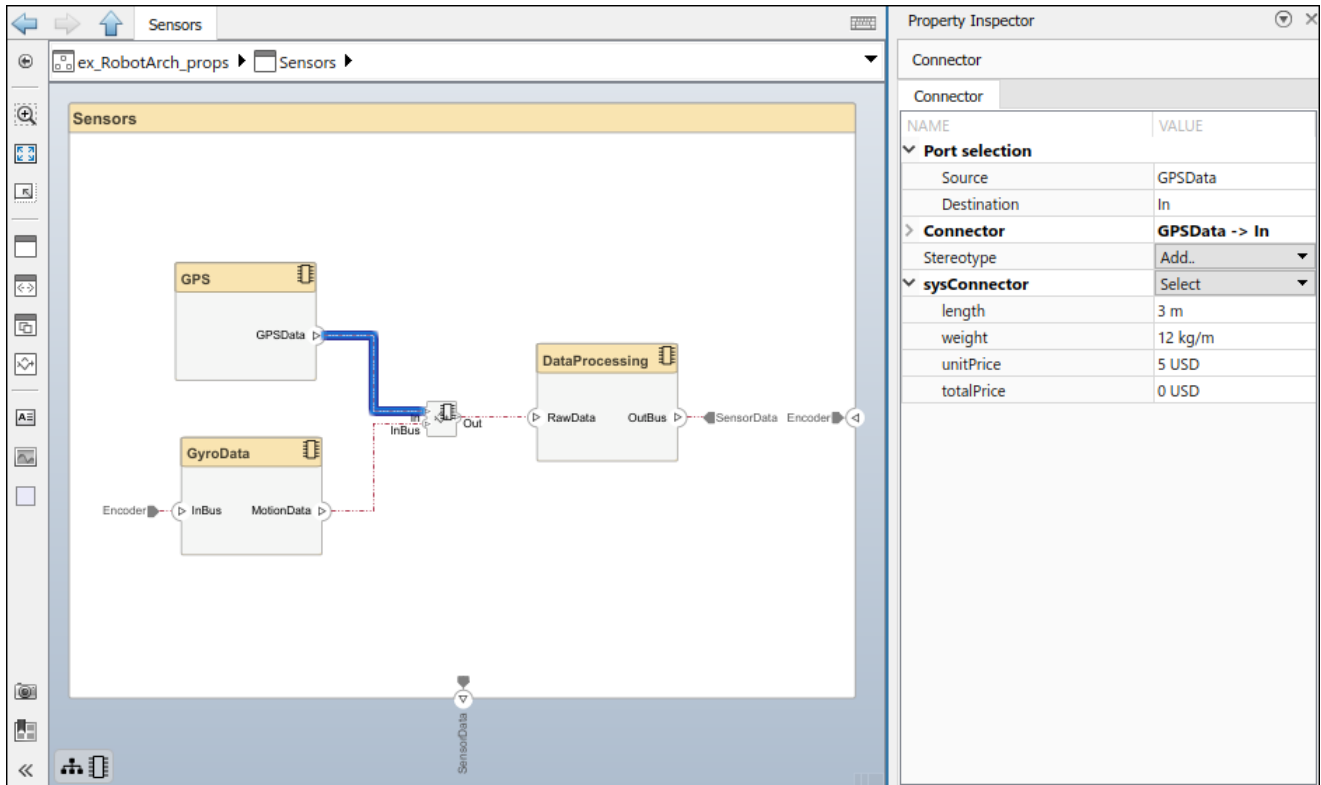 Sensors
ex_RobotArch_props Sensors
Sensors
GPS
GPSData
GyroData
Encoder InBus MotionData
In
InBus
Out
DataProcessing
RawData OutBus SensorData Encoder
SensorData
Property Inspector
Connector
Connector
NAME VALUE
Port selection
Source GPSData
Destination In
Connector GPSData -> In
Stereotype Add..
sysConnector Select
length 3 m
weight 12 kg/m
unitPrice 5 USD
totalPrice 0 USD